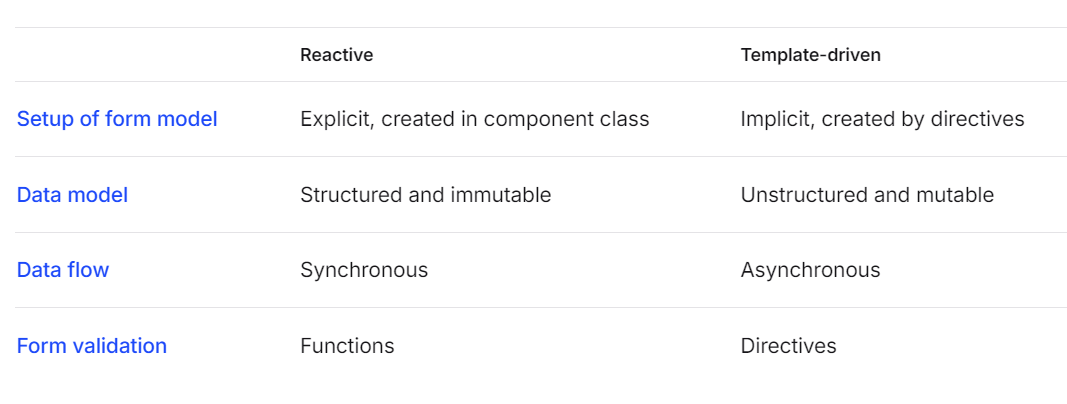 Reactive Template-driven
Setup of form model Explicit, created in component class Implicit, created by directives
Data model Structured and immutable Unstructured and mutable
Data flow Synchronous Asynchronous
Form validation Functions Directives